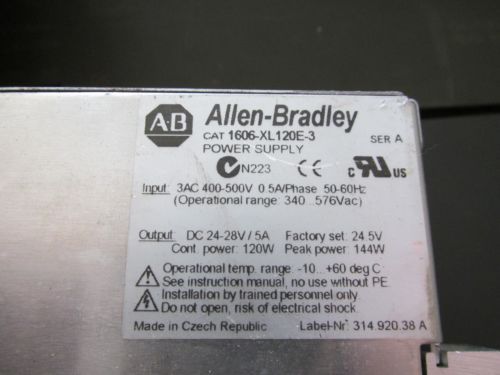 AB Allen-Bradley
CAT 1606-XL120E-3 SER A
POWER SUPPLY
N223 CE c UR US
Input: 3AC 400-500V 0.5A/Phase 50-60Hz
(Operational range: 340...576Vac)
Output: DC 24-28V / 5A Factory set: 24.5V
Cont. power: 120W Peak power: 144W
Operational temp. range: -10...+60 deg C
See instruction manual, no use without PE.
Installation by trained personnel only.
Do not open, risk of electrical shock.
Made in Czech Republic Label-Nr: 314.920.38 A